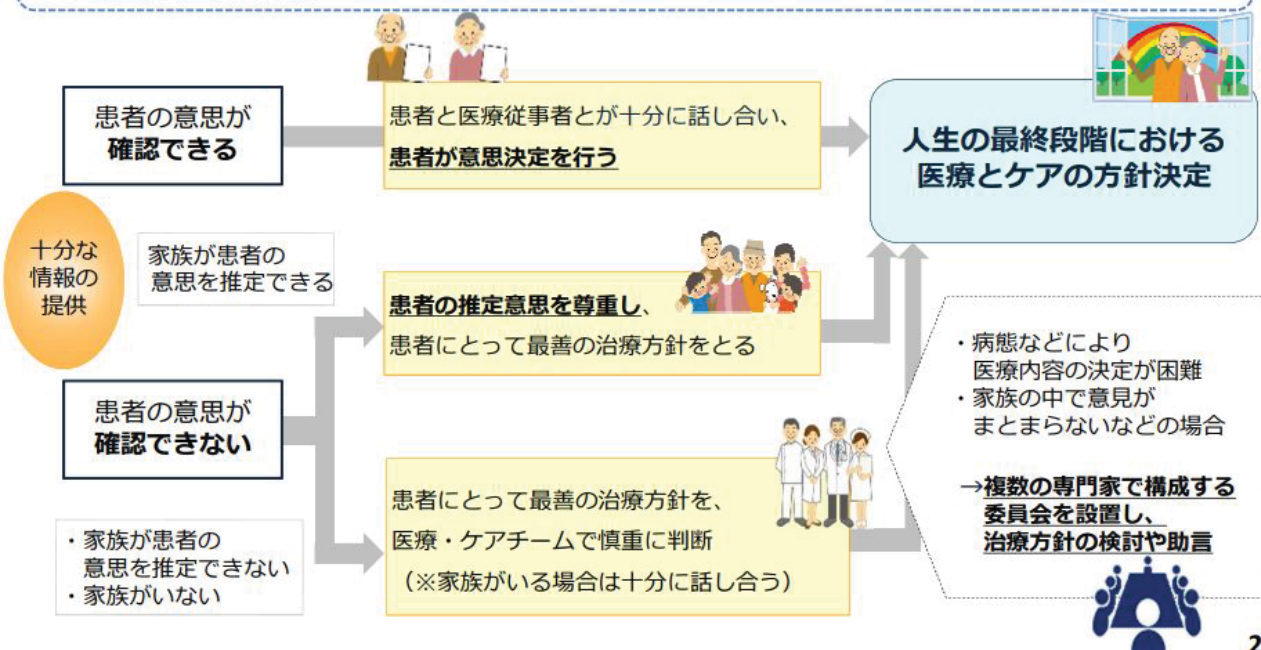 患者の意思が
確認できる
患者と医療従事者とが十分に話し合い、
患者が意思決定を行う
人生の最終段階における
医療とケアの方針決定
十分な
情報の
提供
家族が患者の
意思を推定できる
患者の推定意思を尊重し、
患者にとって最善の治療方針をとる
患者の意思が
確認できない
・家族が患者の
意思を推定できない
・家族がいない
患者にとって最善の治療方針を、
医療・ケアチームで慎重に判断
（※家族がいる場合は十分に話し合う）
・病態などにより
医療内容の決定が困難
・家族の中で意見が
まとまらないなどの場合
→複数の専門家で構成する
委員会を設置し、
治療方針の検討や助言
2